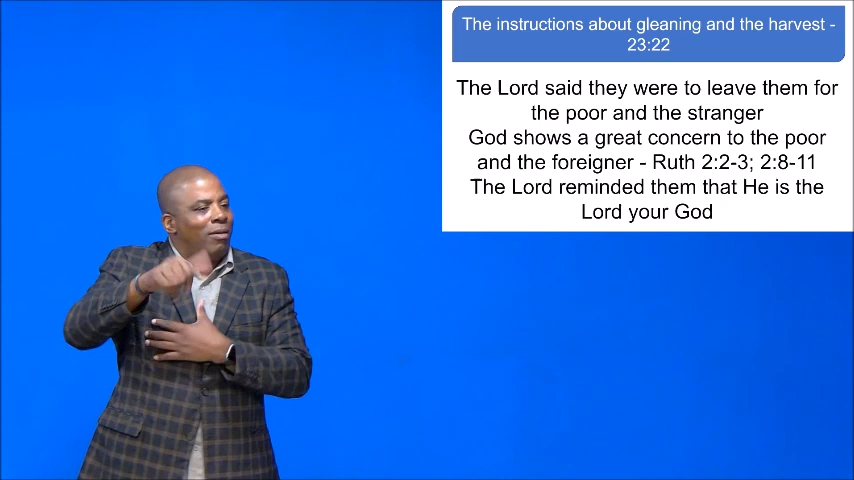 The instructions about gleaning and the harvest -
23:22
The Lord said they were to leave them for
the poor and the stranger
God shows a great concern to the poor
and the foreigner - Ruth 2:2-3; 2:8-11
The Lord reminded them that He is the
Lord your God